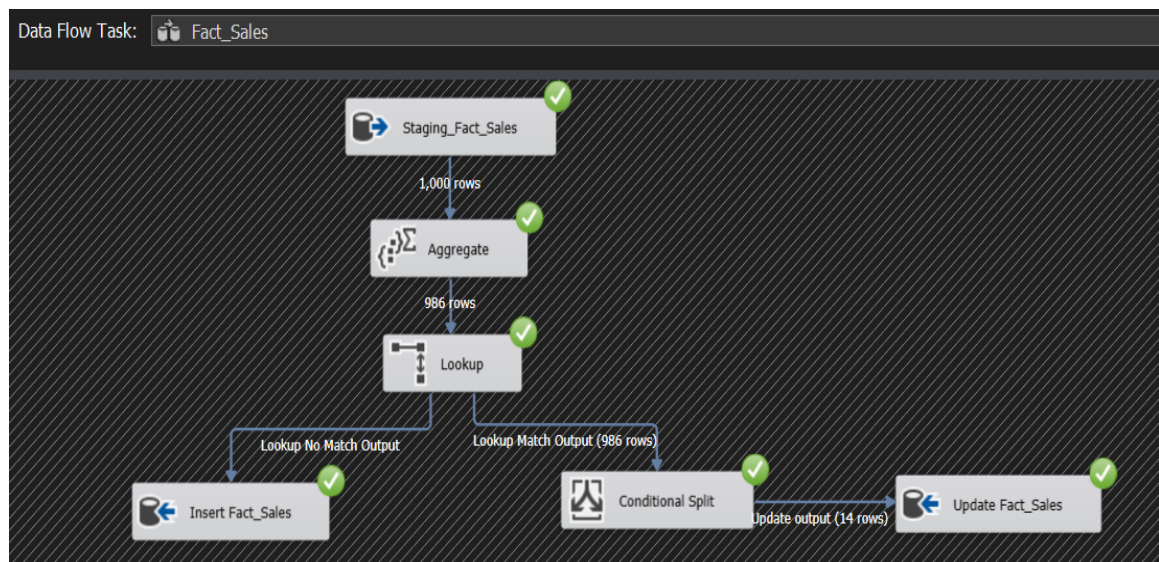 Data Flow Task: Fact_Sales
Staging_Fact_Sales
1,000 rows
Aggregate
986 rows
Lookup
Lookup No Match Output
Lookup Match Output (986 rows)
Insert Fact_Sales
Conditional Split
Update output (14 rows)
Update Fact_Sales